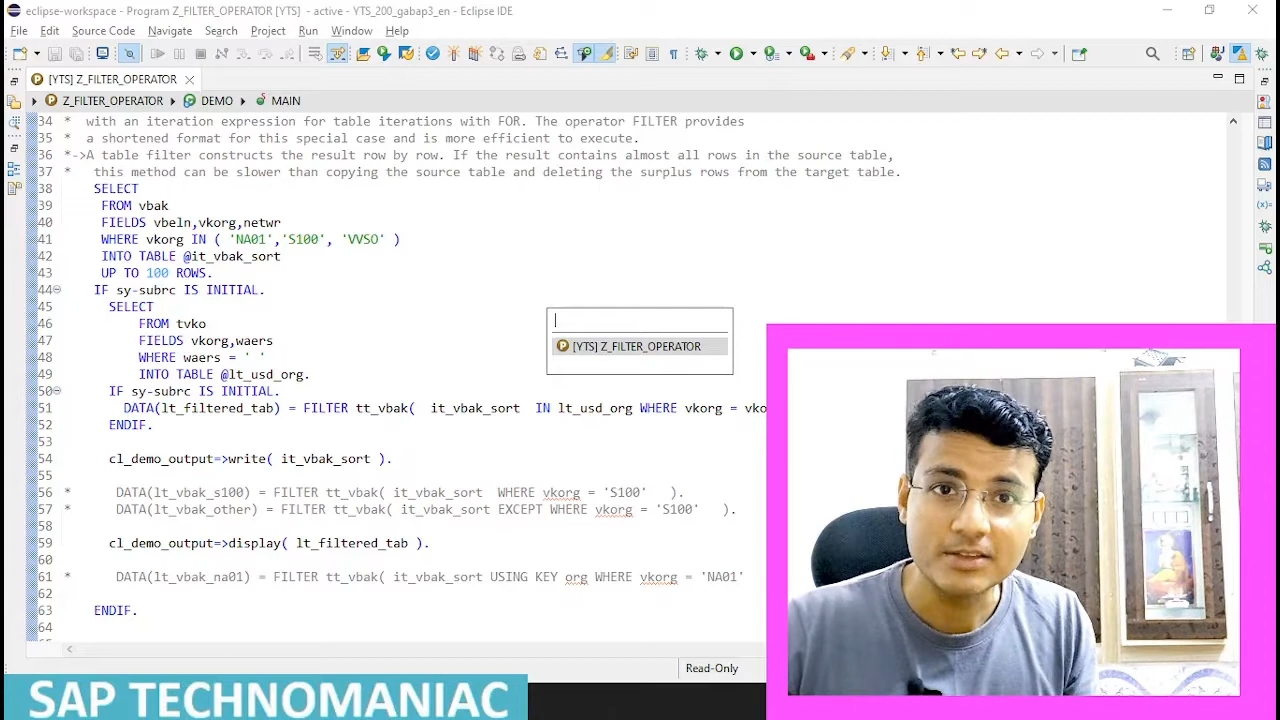 eclipse-workspace - Program Z_FILTER_OPERATOR [YTS] - active - YTS_200_gabap3_en - Eclipse IDE
File Edit Source Code Navigate Search Project Run Window Help
[YTS] Z_FILTER_OPERATOR
Z_FILTER_OPERATOR DEMO MAIN
34 * with an iteration expression for table iterations with FOR. The operator FILTER provides
35 * a shortened format for this special case and is more efficient to execute.
36 *->A table filter constructs the result row by row. If the result contains almost all rows in the source table,
37 * this method can be slower than copying the source table and deleting the surplus rows from the target table.
38 SELECT
39 FROM vbak
40 FIELDS vbeln,vkorg,netwr
41 WHERE vkorg IN ( 'NA01','S100', 'VVSO' )
42 INTO TABLE @it_vbak_sort
43 UP TO 100 ROWS.
44 IF sy-subrc IS INITIAL.
45 SELECT
46 FROM tvko
47 FIELDS vkorg,waers
48 WHERE waers = ' '
49 INTO TABLE @lt_usd_org.
50 IF sy-subrc IS INITIAL.
51 DATA(lt_filtered_tab) = FILTER tt_vbak( it_vbak_sort IN lt_usd_org WHERE vkorg = vko
52 ENDIF.
53
54 cl_demo_output=>write( it_vbak_sort ).
55
56 * DATA(lt_vbak_s100) = FILTER tt_vbak( it_vbak_sort WHERE vkorg = 'S100' ).
57 * DATA(lt_vbak_other) = FILTER tt_vbak( it_vbak_sort EXCEPT WHERE vkorg = 'S100' ).
58
59 cl_demo_output=>display( lt_filtered_tab ).
60
61 * DATA(lt_vbak_na01) = FILTER tt_vbak( it_vbak_sort USING KEY org WHERE vkorg = 'NA01'
62
63 ENDIF.
64
[YTS] Z_FILTER_OPERATOR
Read-Only
SAP TECHNOMANIAC